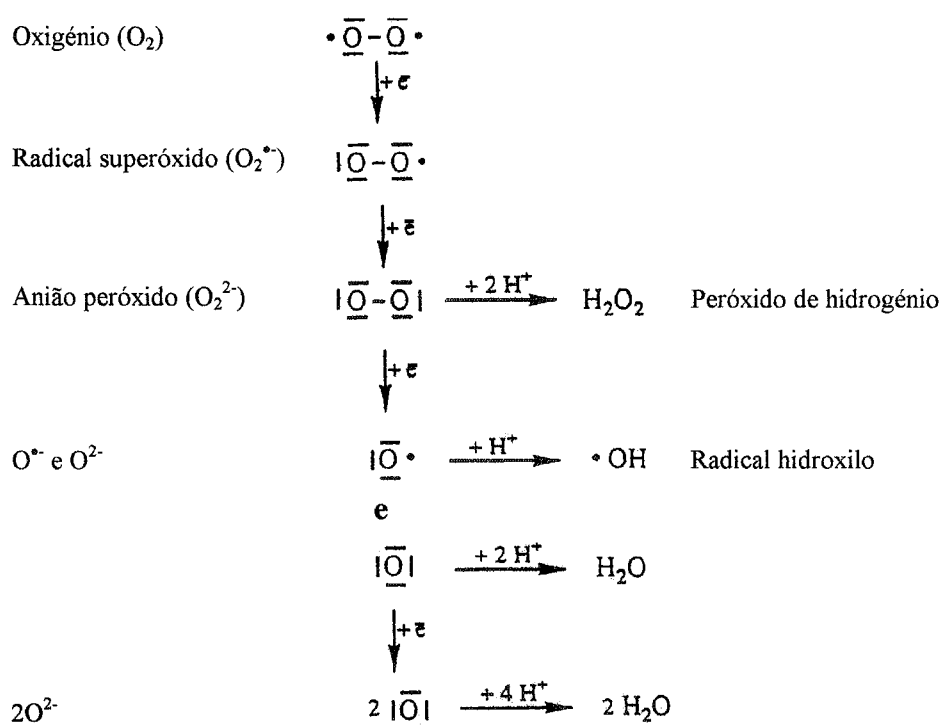 Oxigénio (O₂) • O̅ – O̅ •
+ e̅
Radical superóxido (O₂•⁻) |O̅ – O̅ •
+ e̅
Anião peróxido (O₂²⁻) |O̅ – O̅| + 2 H⁺ H₂O₂ Peróxido de hidrogénio
+ e̅
O•⁻ e O²⁻ |O̅ • + H⁺ • OH Radical hidroxilo
e
|O̅| + 2 H⁺ H₂O
+ e̅
2O²⁻ 2 |O̅| + 4 H⁺ 2 H₂O